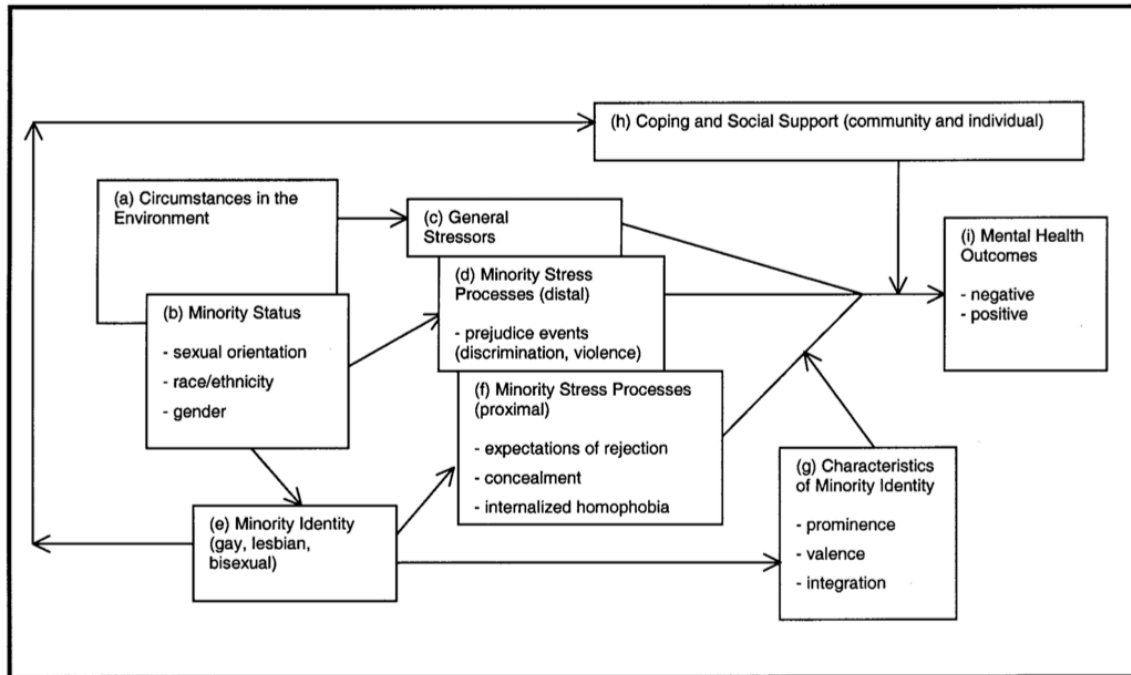 (h) Coping and Social Support (community and individual)
(a) Circumstances in the
Environment
(c) General
Stressors
(i) Mental Health
Outcomes
- negative
- positive
(d) Minority Stress
Processes (distal)
- prejudice events
(discrimination, violence)
(b) Minority Status
- sexual orientation
- race/ethnicity
- gender
(f) Minority Stress Processes
(proximal)
- expectations of rejection
- concealment
- internalized homophobia
(g) Characteristics
of Minority Identity
- prominence
- valence
- integration
(e) Minority Identity
(gay, lesbian,
bisexual)